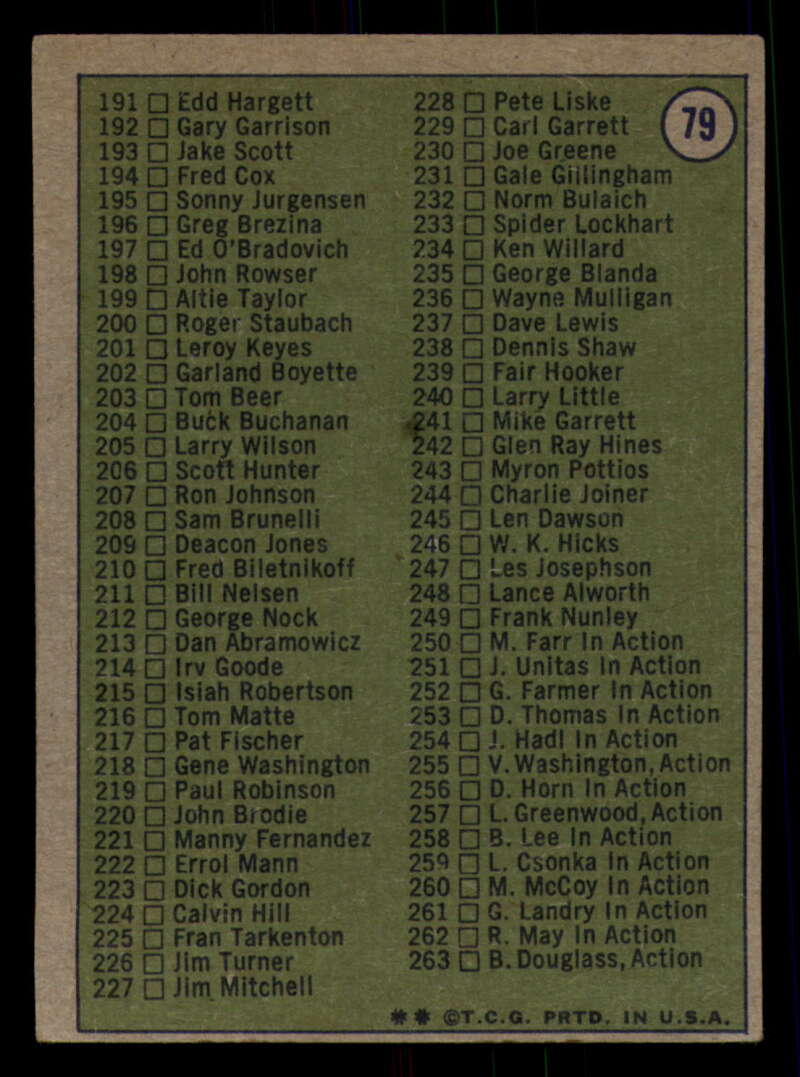 79
191 Edd Hargett
192 Gary Garrison
193 Jake Scott
194 Fred Cox
195 Sonny Jurgensen
196 Greg Brezina
197 Ed O'Bradovich
198 John Rowser
199 Altie Taylor
200 Roger Staubach
201 Leroy Keyes
202 Garland Boyette
203 Tom Beer
204 Buck Buchanan
205 Larry Wilson
206 Scott Hunter
207 Ron Johnson
208 Sam Brunelli
209 Deacon Jones
210 Fred Biletnikoff
211 Bill Nelsen
212 George Nock
213 Dan Abramowicz
214 Irv Goode
215 Isiah Robertson
216 Tom Matte
217 Pat Fischer
218 Gene Washington
219 Paul Robinson
220 John Brodie
221 Manny Fernandez
222 Errol Mann
223 Dick Gordon
224 Calvin Hill
225 Fran Tarkenton
226 Jim Turner
227 Jim Mitchell
228 Pete Liske
229 Carl Garrett
230 Joe Greene
231 Gale Gillingham
232 Norm Bulaich
233 Spider Lockhart
234 Ken Willard
235 George Blanda
236 Wayne Mulligan
237 Dave Lewis
238 Dennis Shaw
239 Fair Hooker
240 Larry Little
241 Mike Garrett
242 Glen Ray Hines
243 Myron Pottios
244 Charlie Joiner
245 Len Dawson
246 W. K. Hicks
247 Les Josephson
248 Lance Alworth
249 Frank Nunley
250 M. Farr In Action
251 J. Unitas In Action
252 G. Farmer In Action
253 D. Thomas In Action
254 J. Hadl In Action
255 V. Washington, Action
256 D. Horn In Action
257 L. Greenwood, Action
258 B. Lee In Action
259 L. Csonka In Action
260 M. McCoy In Action
261 G. Landry In Action
262 R. May In Action
263 B. Douglass, Action
** ©T.C.G. PRTD. IN U.S.A.